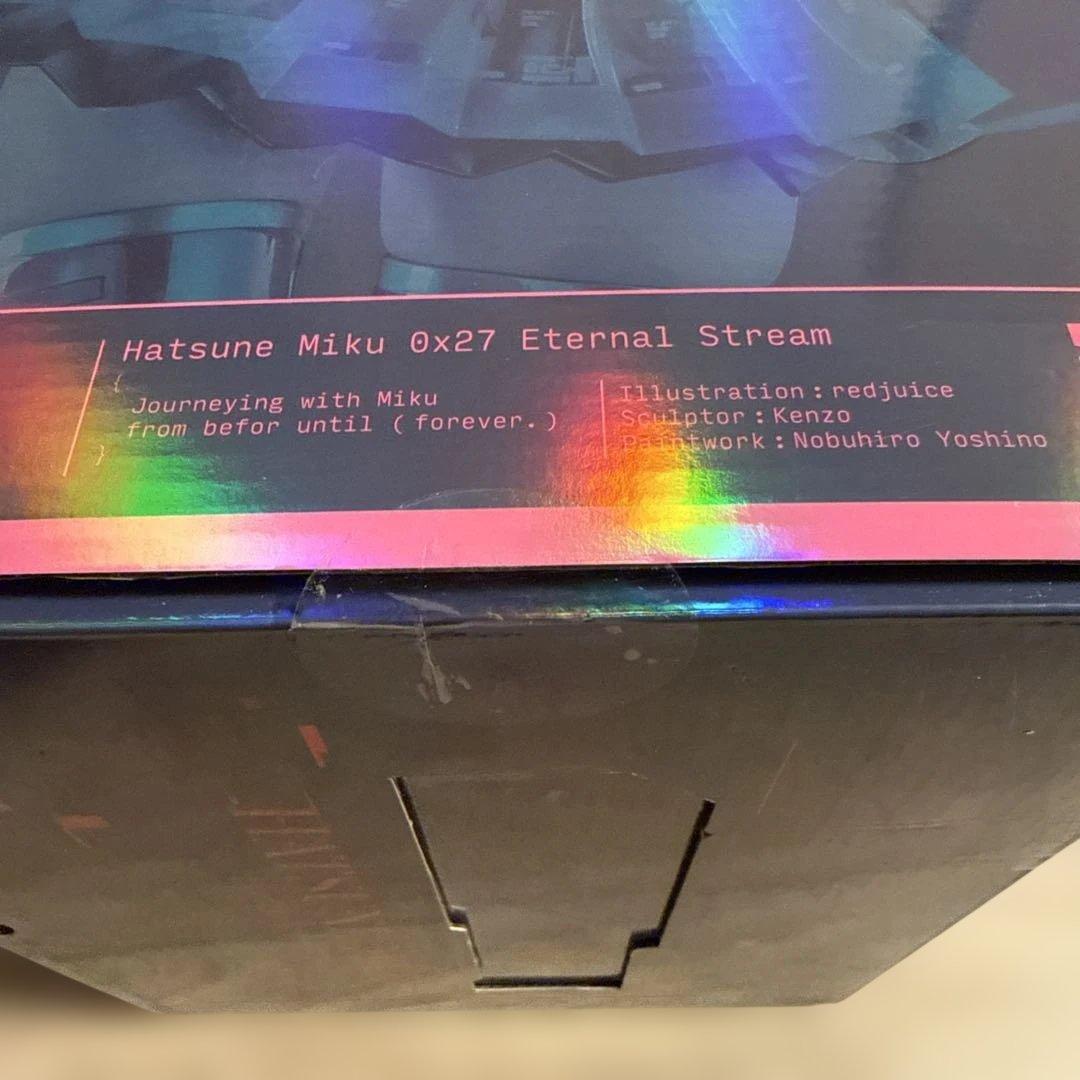 Hatsune Miku 0x27 Eternal Stream
{
Journeying with Miku
from befor until (forever.)
}
Illustration:redjuice
Sculptor:Kenzo
Paintwork:Nobuhiro Yoshino